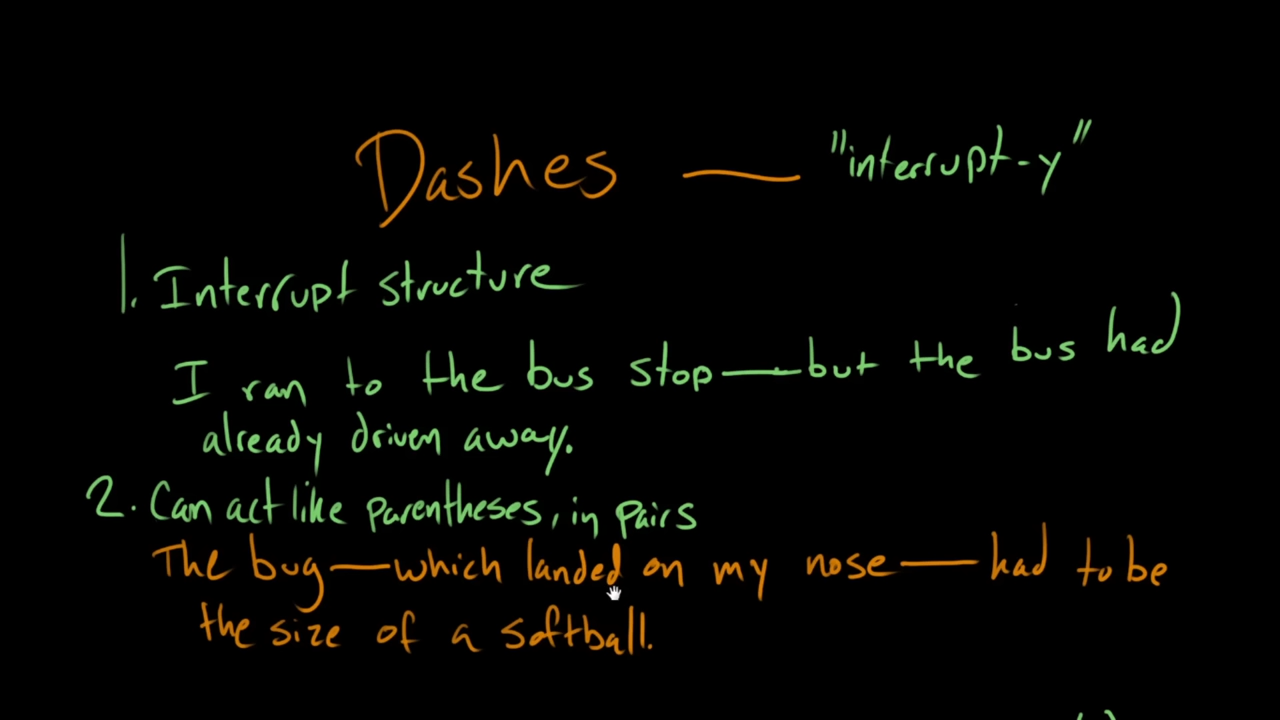 Dashes — "interrupt-y"
1. Interrupt structure
I ran to the bus stop—but the bus had
already driven away.
2. Can act like parentheses, in pairs
The bug—which landed on my nose—had to be
the size of a softball.